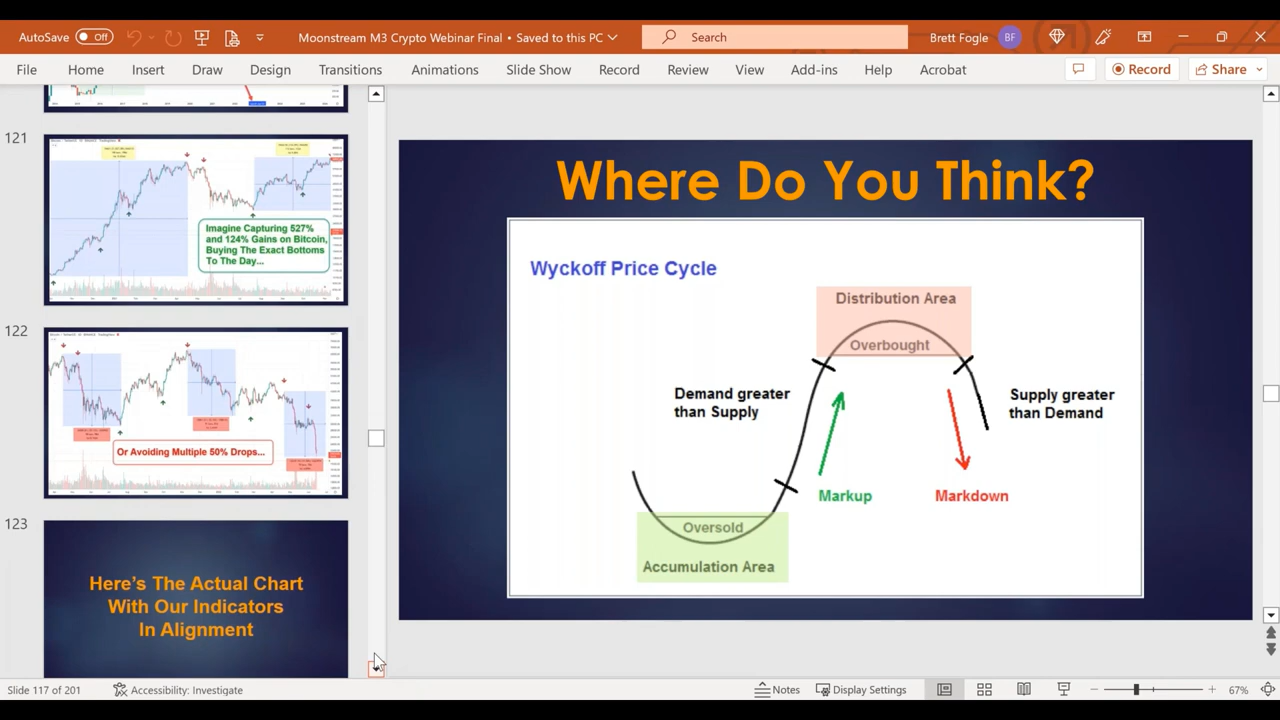 AutoSave Off
Moonstream M3 Crypto Webinar Final • Saved to this PC
Search
Brett Fogle BF
File Home Insert Draw Design Transitions Animations Slide Show Record Review View Add-ins Help Acrobat
Record Share
121
Imagine Capturing 527%
and 124% Gains on Bitcoin,
Buying The Exact Bottoms
To The Day...
122
Or Avoiding Multiple 50% Drops...
123
Here's The Actual Chart
With Our Indicators
In Alignment
Where Do You Think?
Wyckoff Price Cycle
Distribution Area
Overbought
Demand greater
than Supply
Supply greater
than Demand
Markup
Markdown
Oversold
Accumulation Area
Slide 117 of 201 Accessibility: Investigate Notes Display Settings 67%